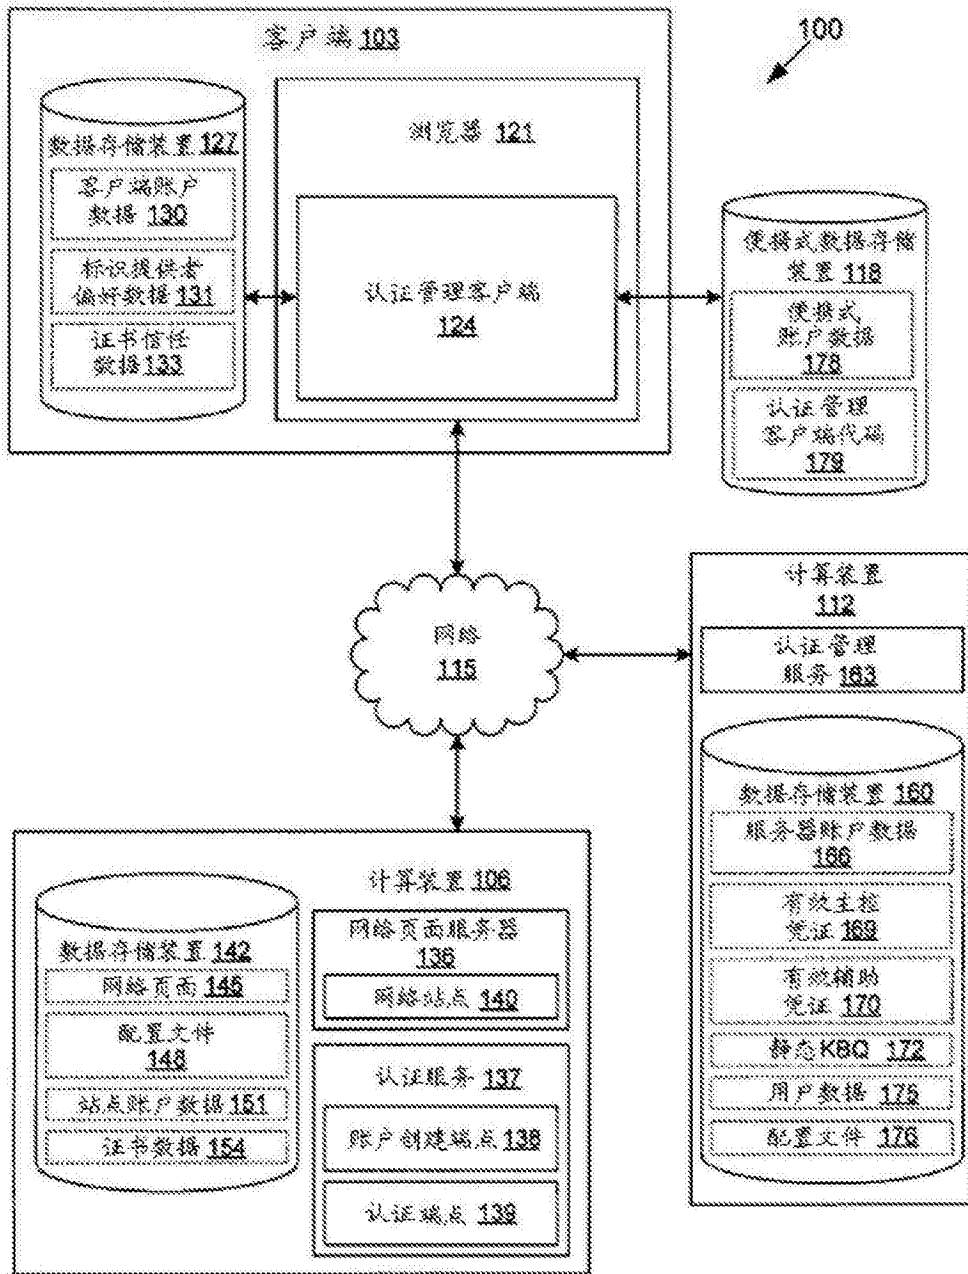 100
客户端 103
数据存储装置 127
客户端账户
数据 130
标识提供者
偏好数据 131
证书信任
数据 133
浏览器 121
认证管理客户端
124
便携式数据存储
装置 118
便携式
账户数据
178
认证管理
客户端代码
179
网络
115
计算装置
112
认证管理
服务 163
数据存储装置 160
服务器账户数据
166
有效主控
凭证 169
有效辅助
凭证 170
静态KBQ 172
用户数据 175
配置文件 176
计算装置 106
数据存储装置 142
网络页面 145
配置文件
148
站点账户数据 151
证书数据 154
网络页面服务器
136
网络站点 140
认证服务 137
账户创建端点 138
认证端点 139